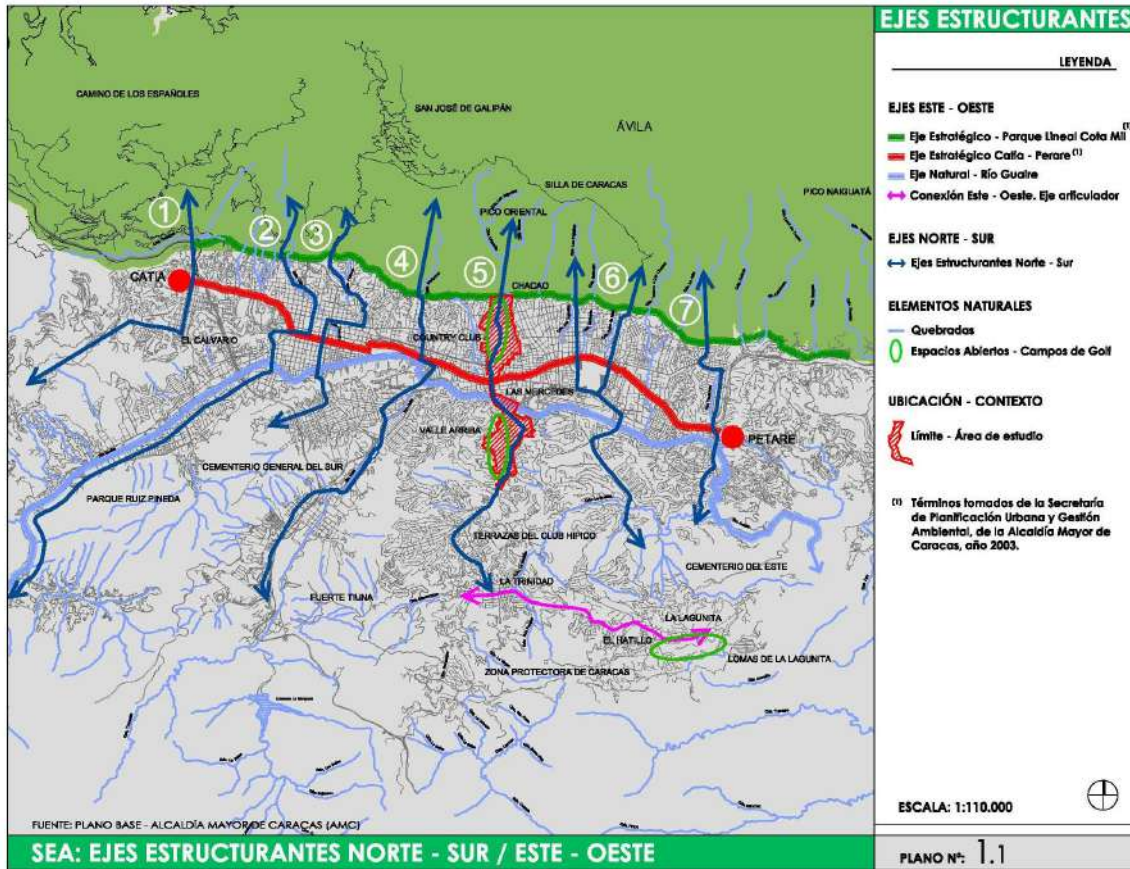 EJES ESTRUCTURANTES
LEYENDA
EJES ESTE - OESTE
Eje Estratégico - Parque Lineal Cota Mil (1)
Eje Estratégico Catia - Perare (1)
Eje Natural - Río Guaire
Conexión Este - Oeste. Eje articulador
EJES NORTE - SUR
Ejes Estructurantes Norte - Sur
ELEMENTOS NATURALES
Quebradas
Espacios Abiertos - Campos de Golf
UBICACIÓN - CONTEXTO
Límite - Área de estudio
(1) Términos tomados de la Secretaría
de Planificación Urbana y Gestión
Ambiental, de la Alcaldía Mayor de
Caracas, año 2003.
ESCALA: 1:110.000
PLANO Nº: 1.1
CAMINO DE LOS ESPAÑOLES
SAN JOSÉ DE GALIPÁN
ÁVILA
SILLA DE CARACAS
PICO NAIGUATÁ
PICO ORIENTAL
1
2
3
4
5
6
7
CATIA
CHACAO
EL CALVARIO
COUNTRY CLUB
LAS MERCEDES
VALLE ARRIBA
PETARE
CEMENTERIO GENERAL DEL SUR
PARQUE RUIZ PINEDA
TERRAZAS DEL CLUB HÍPICO
CEMENTERIO DEL ESTE
LA TRINIDAD
FUERTE TIUNA
LA LAGUNITA
EL HATILLO
LOMAS DE LA LAGUNITA
ZONA PROTECTORA DE CARACAS
FUENTE: PLANO BASE - ALCALDÍA MAYOR DE CARACAS (AMC)
SEA: EJES ESTRUCTURANTES NORTE - SUR / ESTE - OESTE